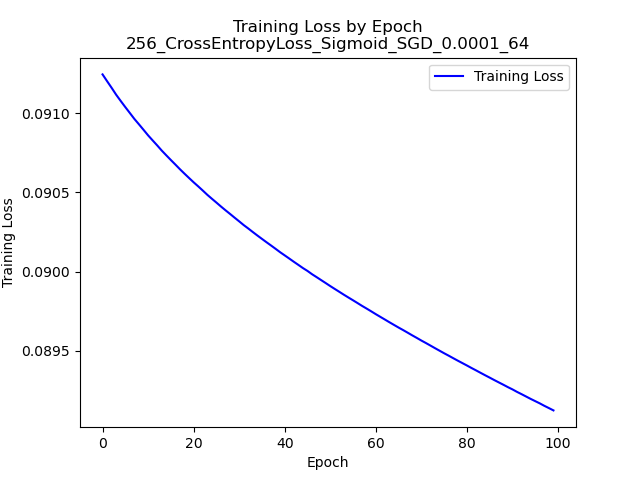 Training Loss by Epoch
256_CrossEntropyLoss_Sigmoid_SGD_0.0001_64
Training Loss
0.0910
0.0905
0.0900
0.0895
Training Loss
0
20
40
60
80
100
Epoch